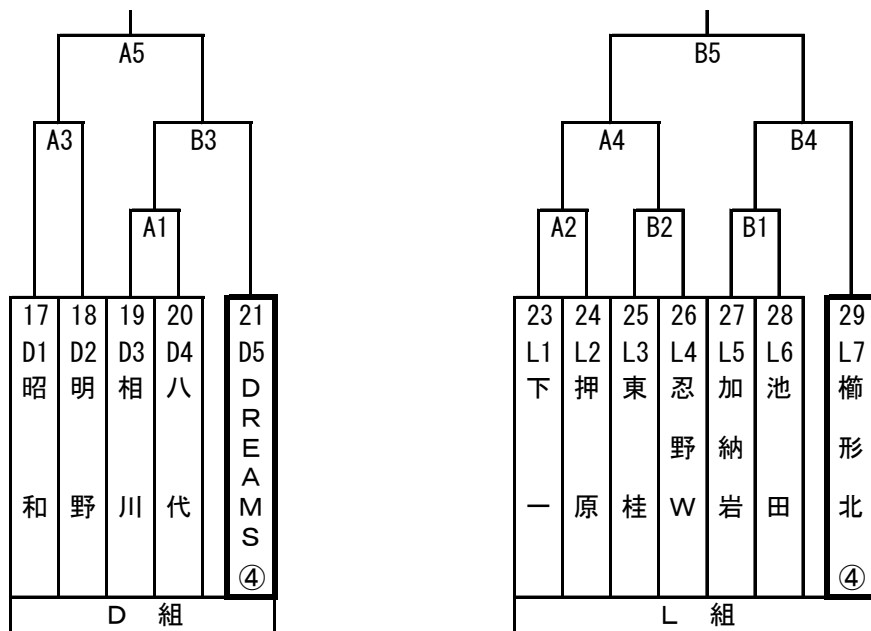 A5
B5
A3
B3
A4
B4
A1
A2
B2
B1
17 18 19 20 21
D1 D2 D3 D4 D5
昭和
明野
相川
八代
DREAMS
④
D 組
23 24 25 26 27 28 29
L1 L2 L3 L4 L5 L6 L7
下一
押原
東桂
忍野W
加納岩
池田
櫛形北
④
L 組